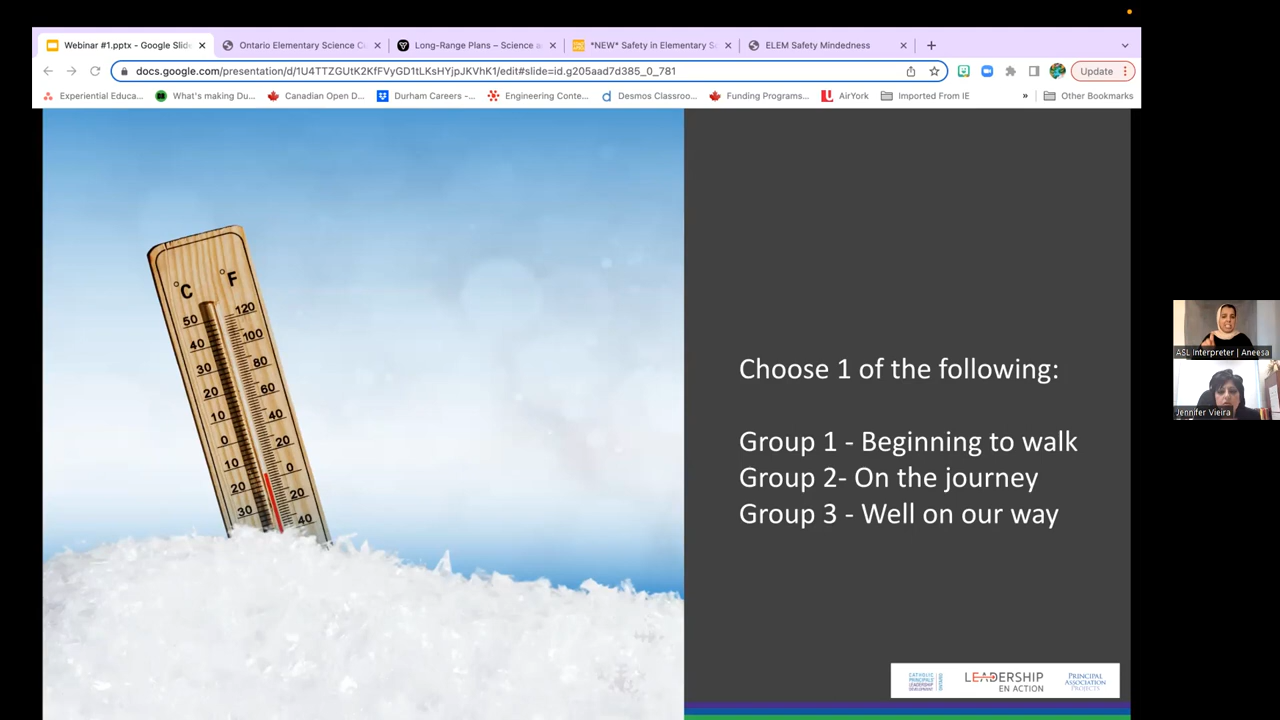 Webinar #1.pptx - Google Slide
Ontario Elementary Science C
Long-Range Plans – Science a
*NEW* Safety in Elementary S
ELEM Safety Mindedness
docs.google.com/presentation/d/1U4TTZGUtK2KfFVyGD1tLKsHYjpJKVhK1/edit#slide=id.g205aad7d385_0_781
Update
Experiential Educa...
What's making Du...
Canadian Open D...
Durham Careers -...
Engineering Conte...
Desmos Classroo...
Funding Programs...
AirYork
Imported From IE
»
Other Bookmarks
°C °F
50 120
40 100
30 80
20 60
10 40
0 20
10 0
20 20
30 40
Choose 1 of the following:
Group 1 - Beginning to walk
Group 2- On the journey
Group 3 - Well on our way
ASL Interpreter | Aneesa
Jennifer Vieira
CATHOLIC
PRINCIPALS'
LEADERSHIP
DEVELOPMENT
ONTARIO
LEADERSHIP
EN ACTION
PRINCIPAL
ASSOCIATION
PROJECTS